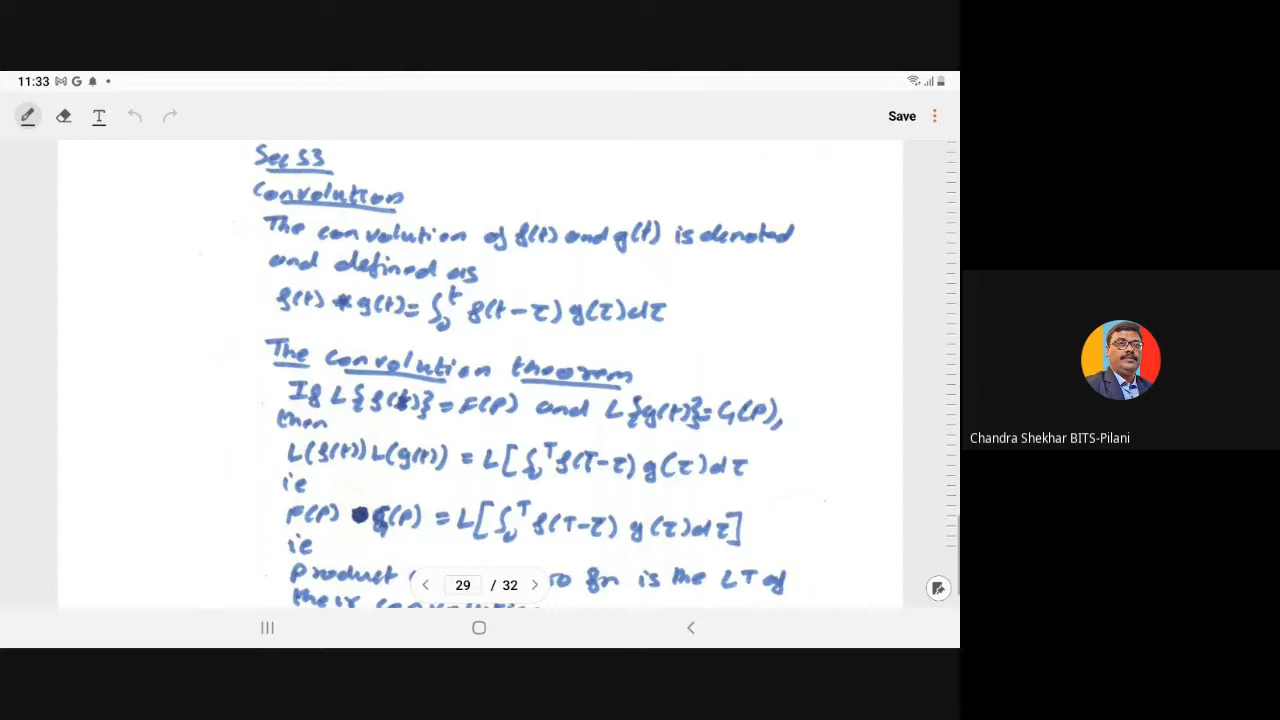 11:33
Save
Sec 53
Convolution
The convolution of f(t) and g(t) is denoted
and defined as
f(t) * g(t) = ∫₀ᵗ f(t-τ) g(τ)dτ
The convolution theorem
If L{f(t)} = F(P) and L{g(t)} = G(P),
then
L(f(t)) L(g(t)) = L[∫₀ᵀ f(T-τ) g(τ)dτ
ie
F(P) G(P) = L[∫₀ᵀ f(T-τ) g(τ)dτ]
ie
product fn is the LT of
their
29 / 32
Chandra Shekhar BITS-Pilani